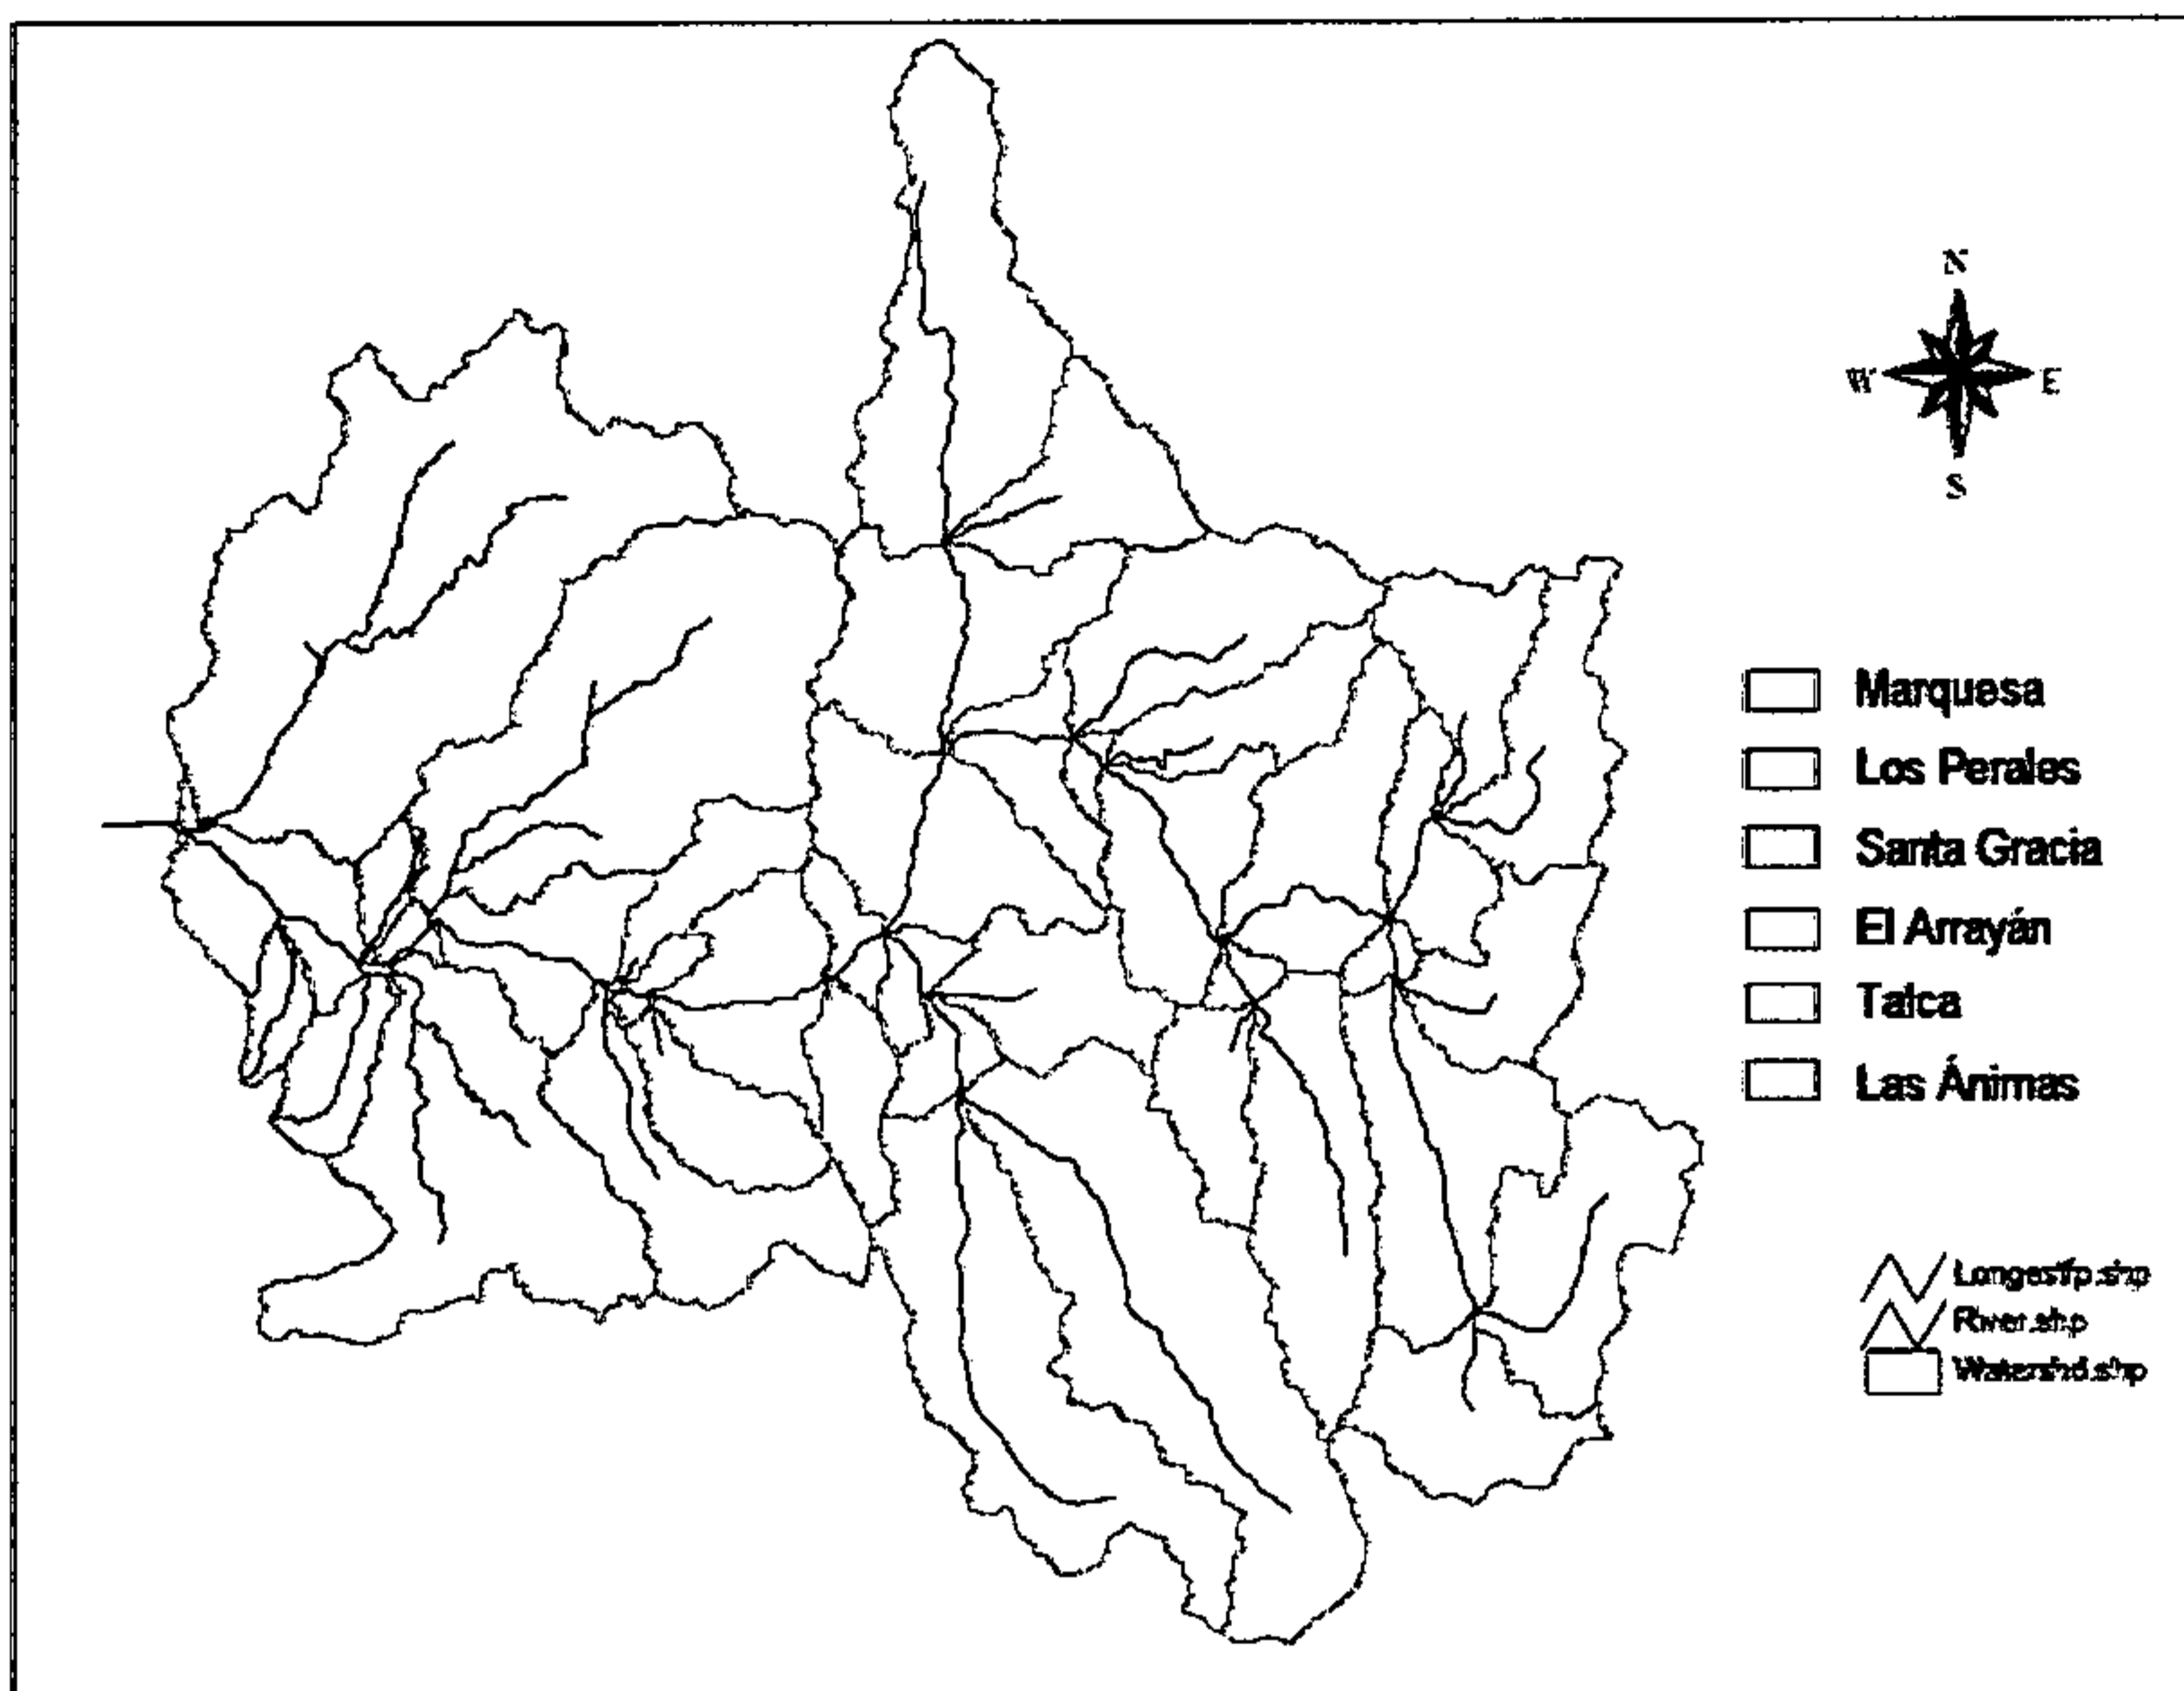 N
W E
S
Marquesa
Los Perales
Santa Gracia
El Arrayán
Talca
Las Ánimas
Longestfp.shp
River.shp
Watershd.shp